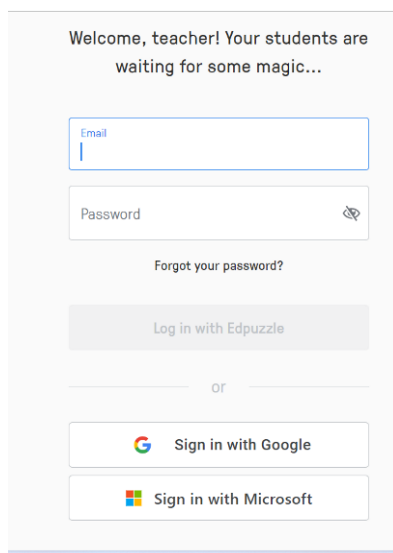 Welcome, teacher! Your students are
waiting for some magic...
Email
Password
Forgot your password?
Log in with Edpuzzle
or
Sign in with Google
Sign in with Microsoft